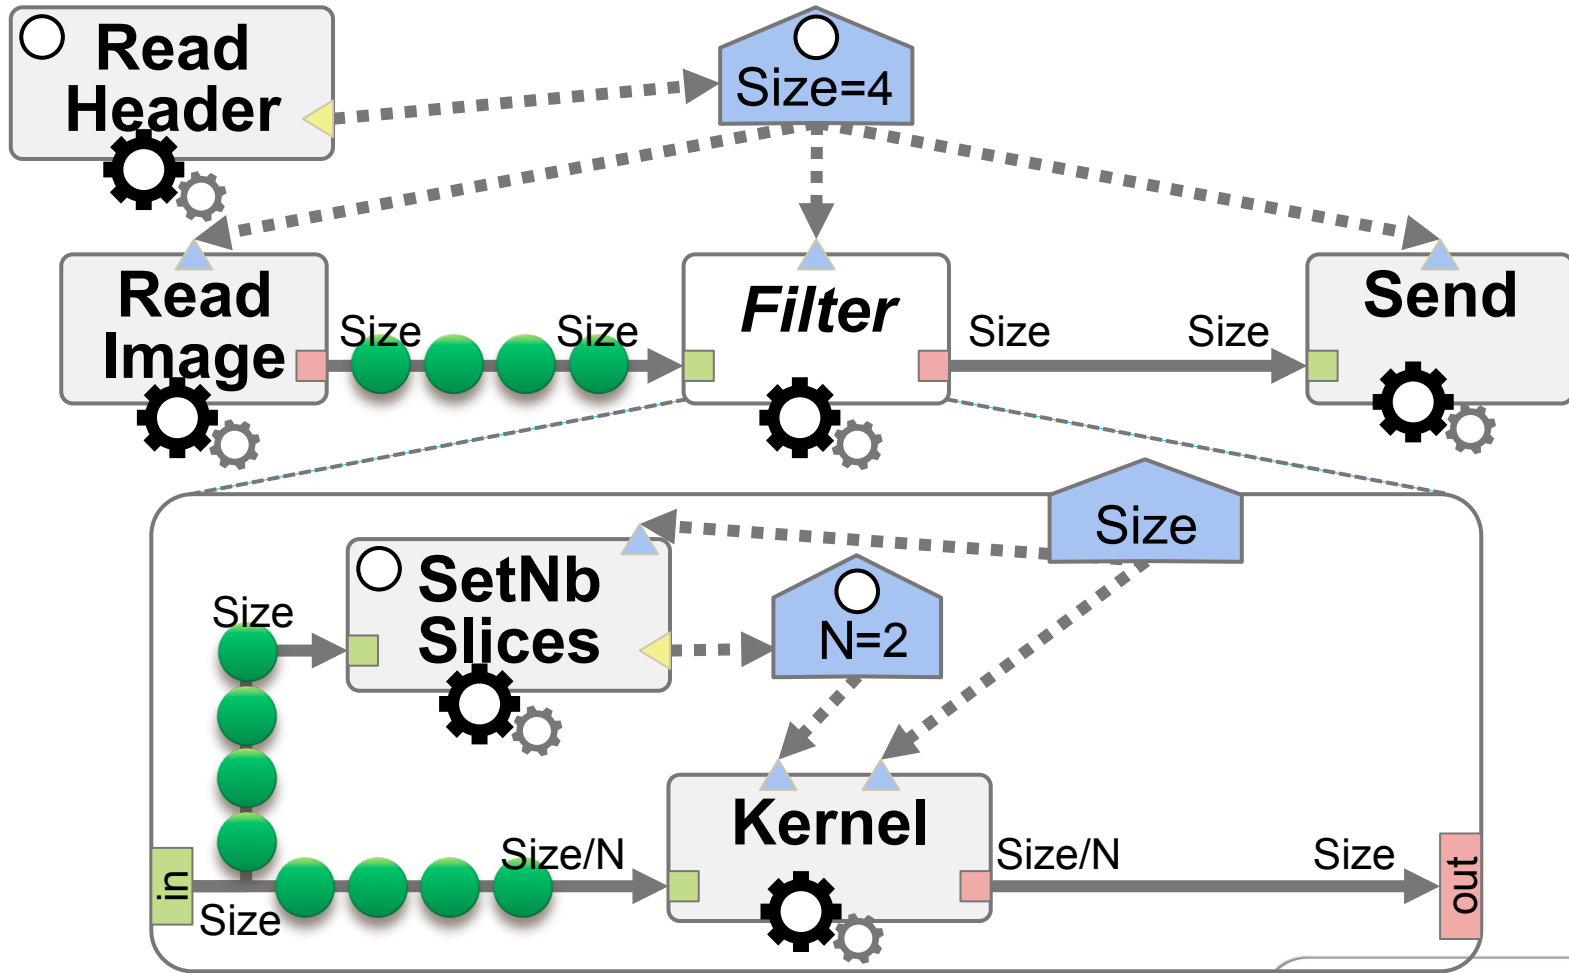 Read
Header
Size=4
Read
Image
Size
Size
Filter
Size
Size
Send
Size
SetNb
Slices
N=2
Size
in
Size
Size/N
Kernel
Size/N
Size
out